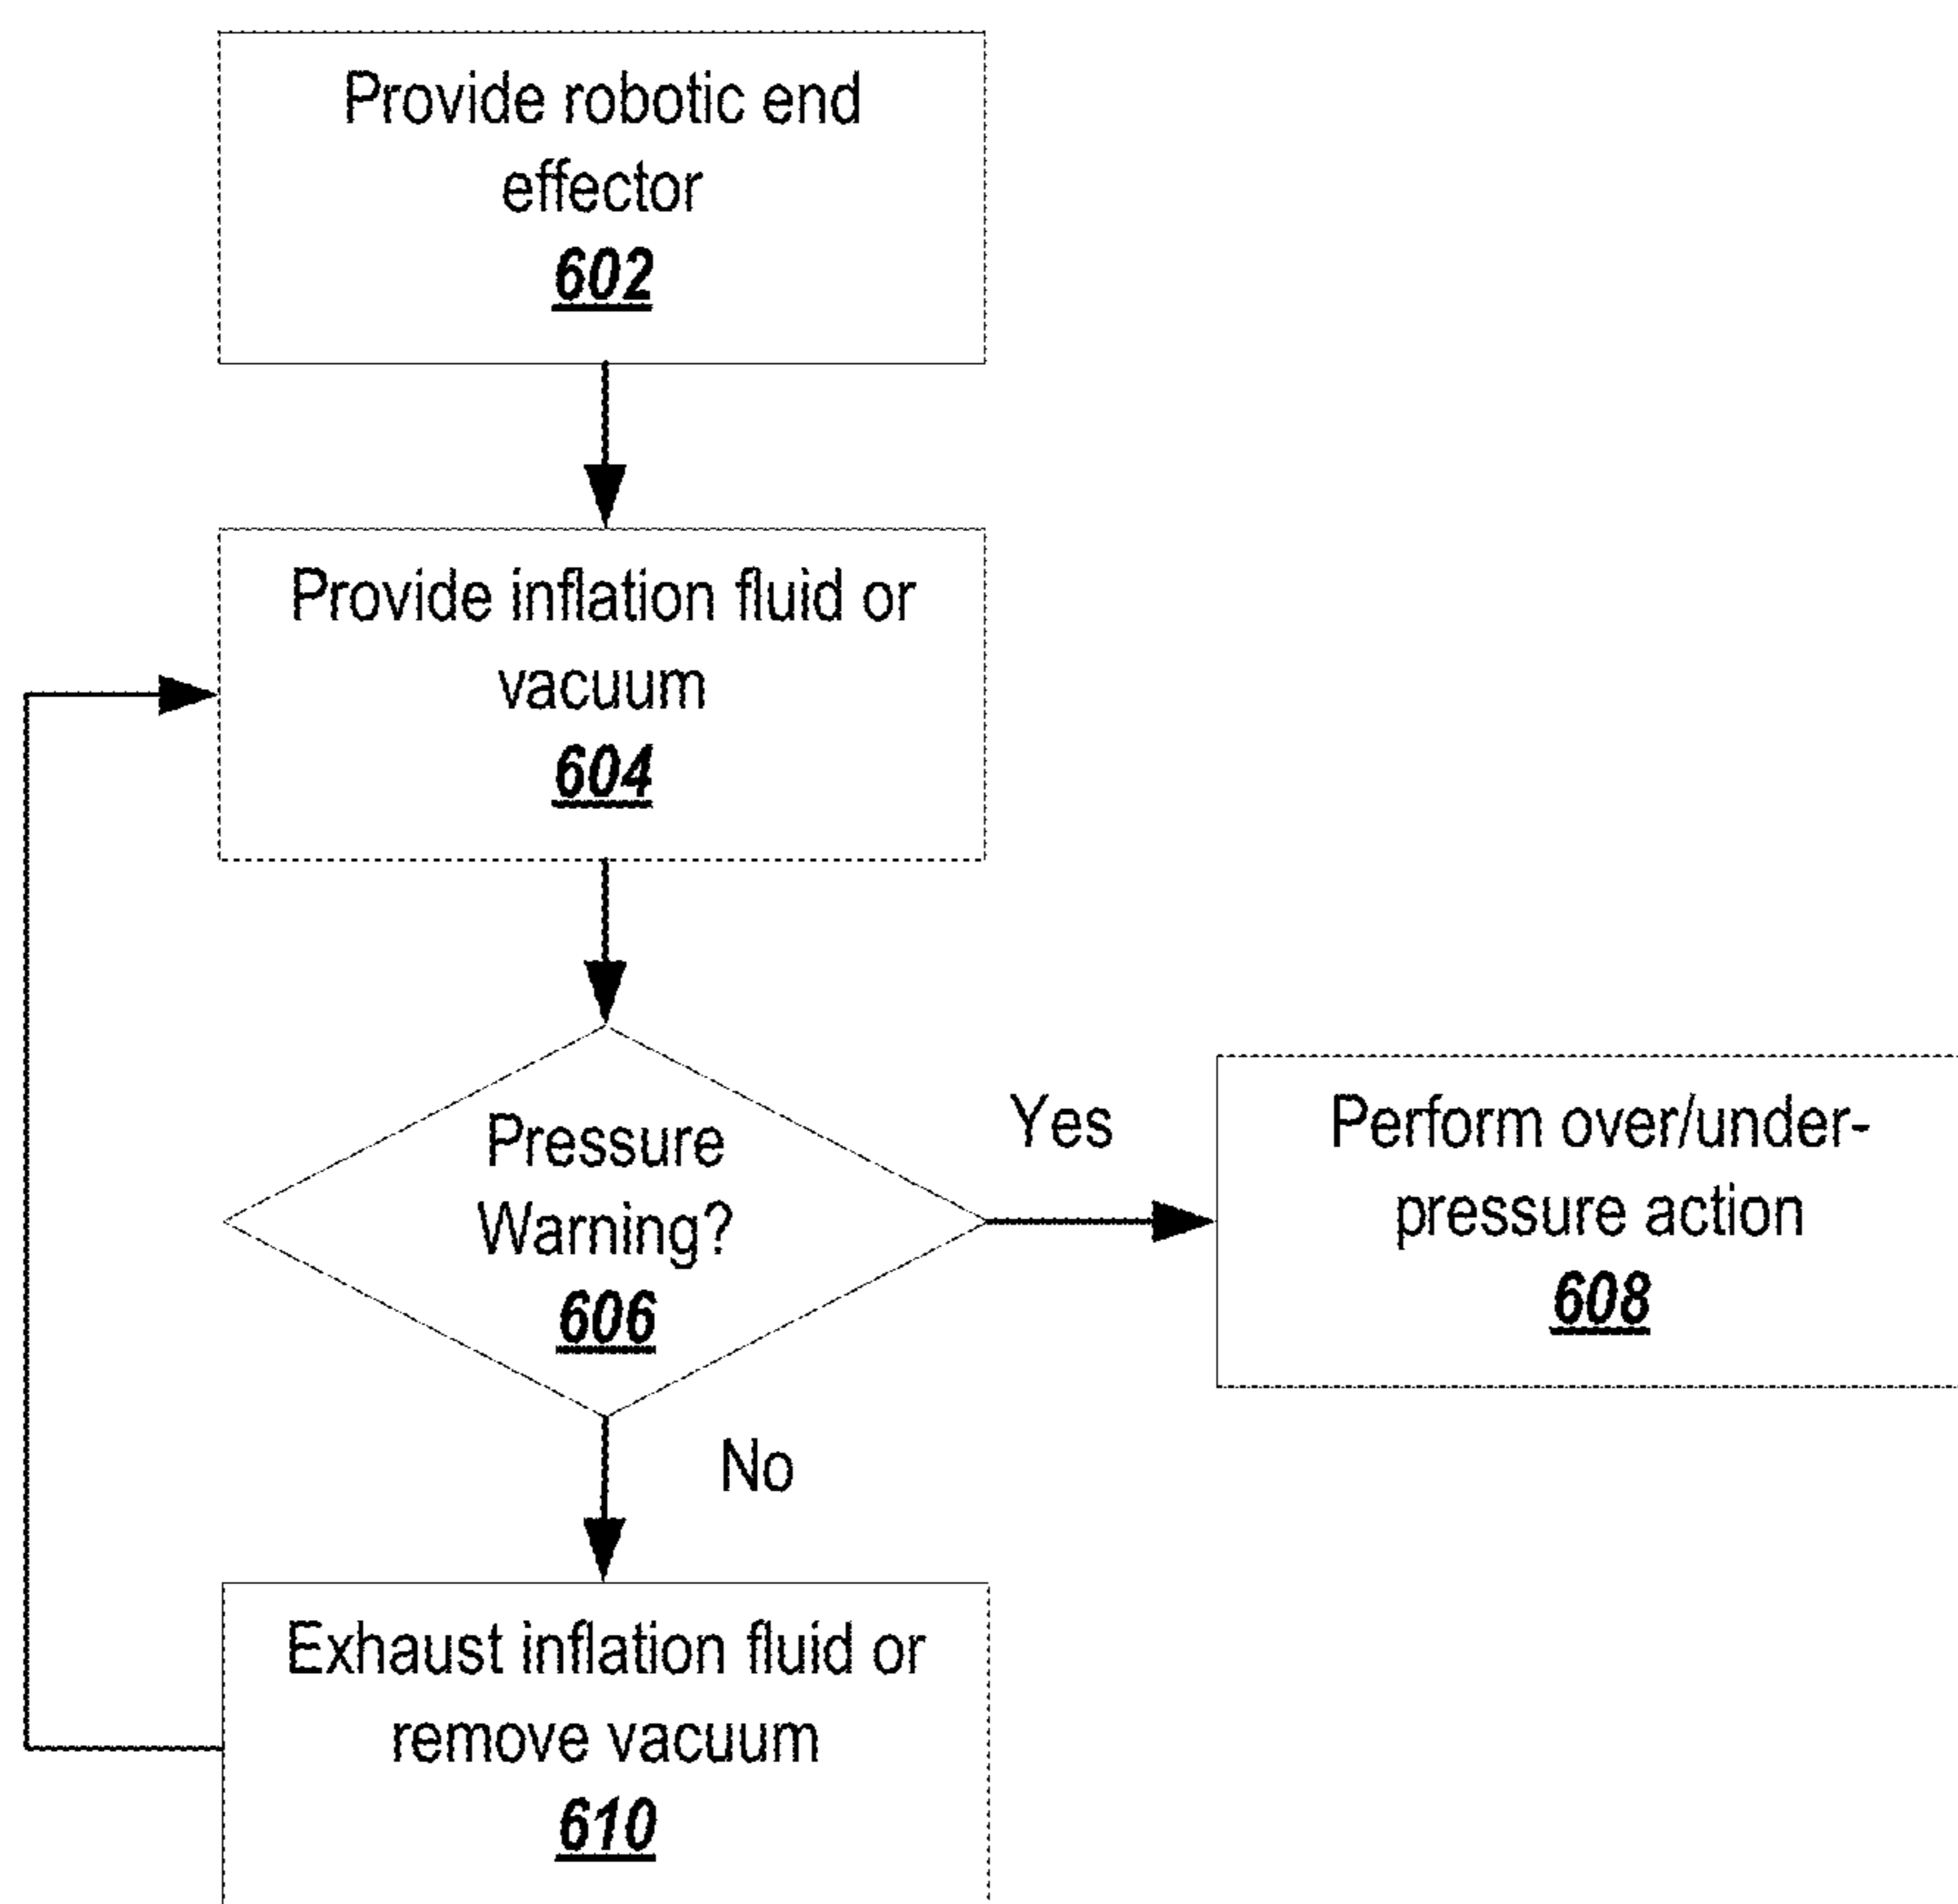 Provide robotic end
effector
602
Provide inflation fluid or
vacuum
604
Pressure
Warning?
606
Yes
Perform over/under-
pressure action
608
No
Exhaust inflation fluid or
remove vacuum
610